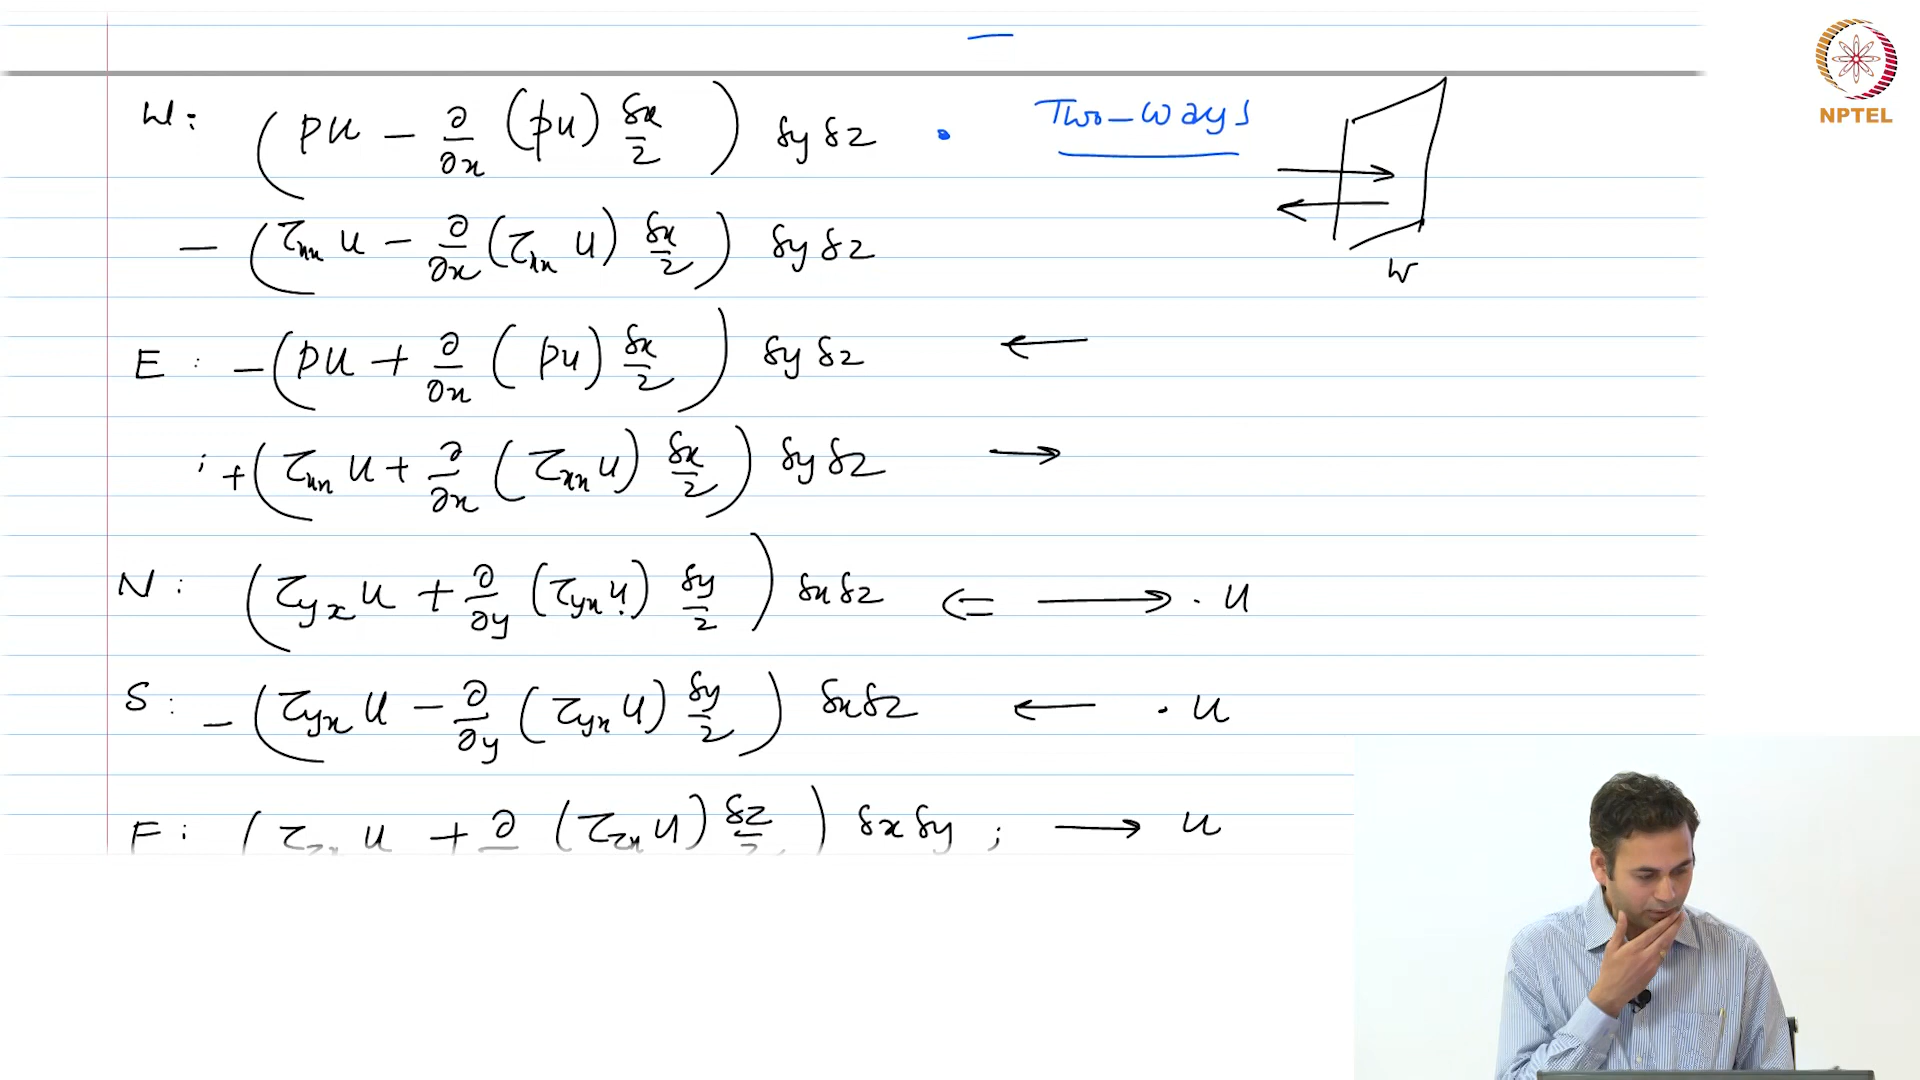 Two-ways
NPTEL
W: (pu − ∂/∂x (pu) δx/2) δy δz
W
− (τxx u − ∂/∂x (τxx u) δx/2) δy δz
E: −(pu + ∂/∂x (pu) δx/2) δy δz ←
; +(τxx u + ∂/∂x (τxx u) δx/2) δy δz →
N: (τyx u + ∂/∂y (τyx u) δy/2) δx δz ⇐ → · u
S: −(τyx u − ∂/∂y (τyx u) δy/2) δx δz ← · u
F: (τzx u + ∂ (τzx u) δz/2) δx δy ; → u